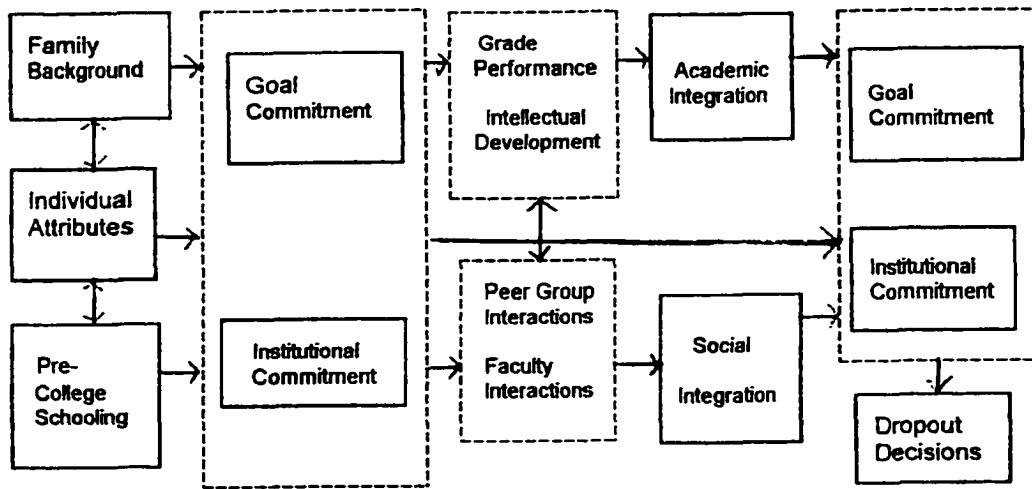 Family
Background
Individual
Attributes
Pre-
College
Schooling
Goal
Commitment
Institutional
Commitment
Grade
Performance
Intellectual
Development
Peer Group
Interactions
Faculty
Interactions
Academic
Integration
Social
Integration
Goal
Commitment
Institutional
Commitment
Dropout
Decisions